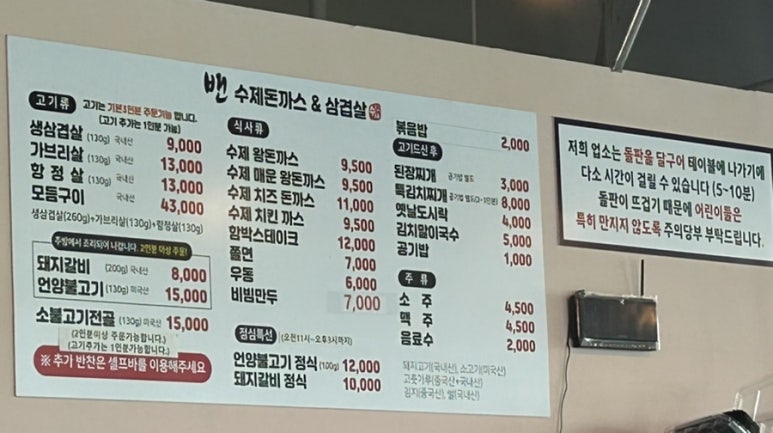 밴 수제돈까스 & 삼겹살
고기류
고기는 기본3인분 주문가능 합니다.
(고기 추가는 1인분 가능)
생삼겹살 (130g) 국내산 9,000
가브리살 (130g) 국내산 13,000
항정살 (130g) 국내산 13,000
모듬구이 국내산 43,000
생삼겹살(260g)+가브리살(130g)+항정살(130g)
주방에서 조리되어 나갑니다. 2인분 이상 주문!
돼지갈비 (200g) 국내산 8,000
언양불고기 (130g) 미국산 15,000
소불고기전골 (130g) 미국산 15,000
(2인분이상 주문가능합니다.)
(고기추가는 1인분가능합니다.)
※ 추가 반찬은 셀프바를 이용해주세요
식사류
수제 왕돈까스 9,500
수제 매운 왕돈까스 9,500
수제 치즈 돈까스 11,000
수제 치킨 까스 9,500
함박스테이크 12,000
쫄면 7,000
우동 6,000
비빔만두 7,000
점심특선 (오전11시~오후3시까지)
언양불고기 정식 (100g) 12,000
돼지갈비 정식 10,000
볶음밥 2,000
고기드신 후
된장찌개 공기밥 별도 3,000
특김치찌개 공기밥 별도(2~3인분) 8,000
옛날도시락 4,000
김치말이국수 5,000
공기밥 1,000
주류
소주 4,500
맥주 4,500
음료수 2,000
돼지고기(국내산), 소고기(미국산)
고춧가루(중국산+국내산)
김치(중국산), 쌀(국내산)
저희 업소는 돌판을 달구어 테이블에 나가기에
다소 시간이 걸릴 수 있습니다 (5~10분)
돌판이 뜨겁기 때문에 어린이들은
특히 만지지 않도록 주의당부 부탁드립니다.